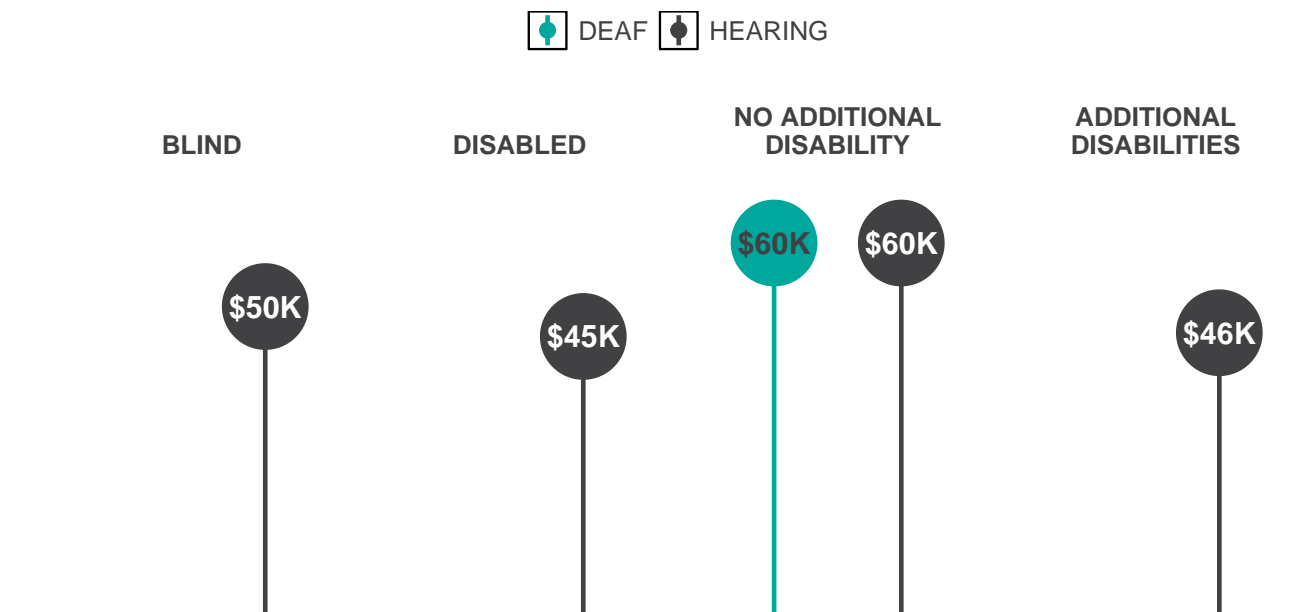 DEAF HEARING
BLIND
DISABLED
NO ADDITIONAL
DISABILITY
ADDITIONAL
DISABILITIES
$50K
$45K
$60K
$60K
$46K